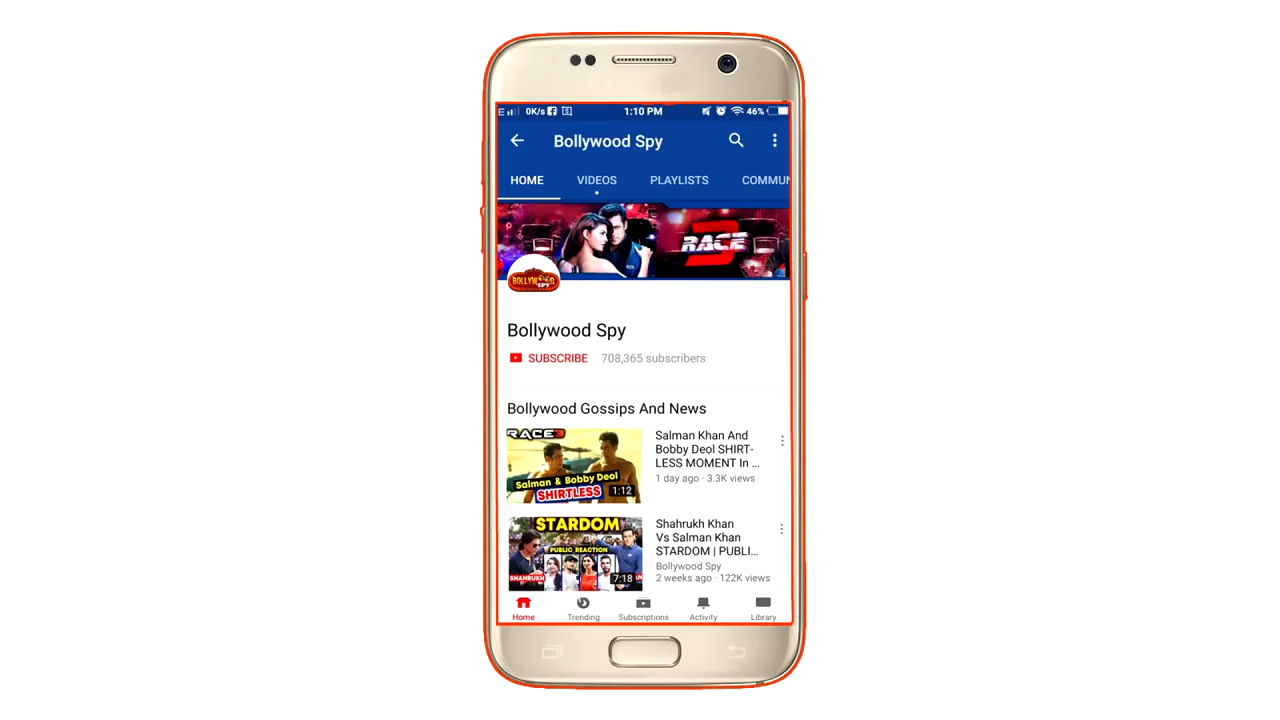 E 0K/s 1:10 PM 46%
Bollywood Spy
HOME VIDEOS PLAYLISTS COMMUN
RACE 3
BOLLYWOOD
SPY
Bollywood Spy
SUBSCRIBE 708,365 subscribers
Bollywood Gossips And News
RACE3
Salman & Bobby Deol
SHIRTLESS
1:12
Salman Khan And
Bobby Deol SHIRT-
LESS MOMENT In ...
1 day ago · 3.3K views
STARDOM
PUBLIC REACTION
SHAHRUKH
7:18
Shahrukh Khan
Vs Salman Khan
STARDOM | PUBLI...
Bollywood Spy
2 weeks ago · 122K views
Home Trending Subscriptions Activity Library